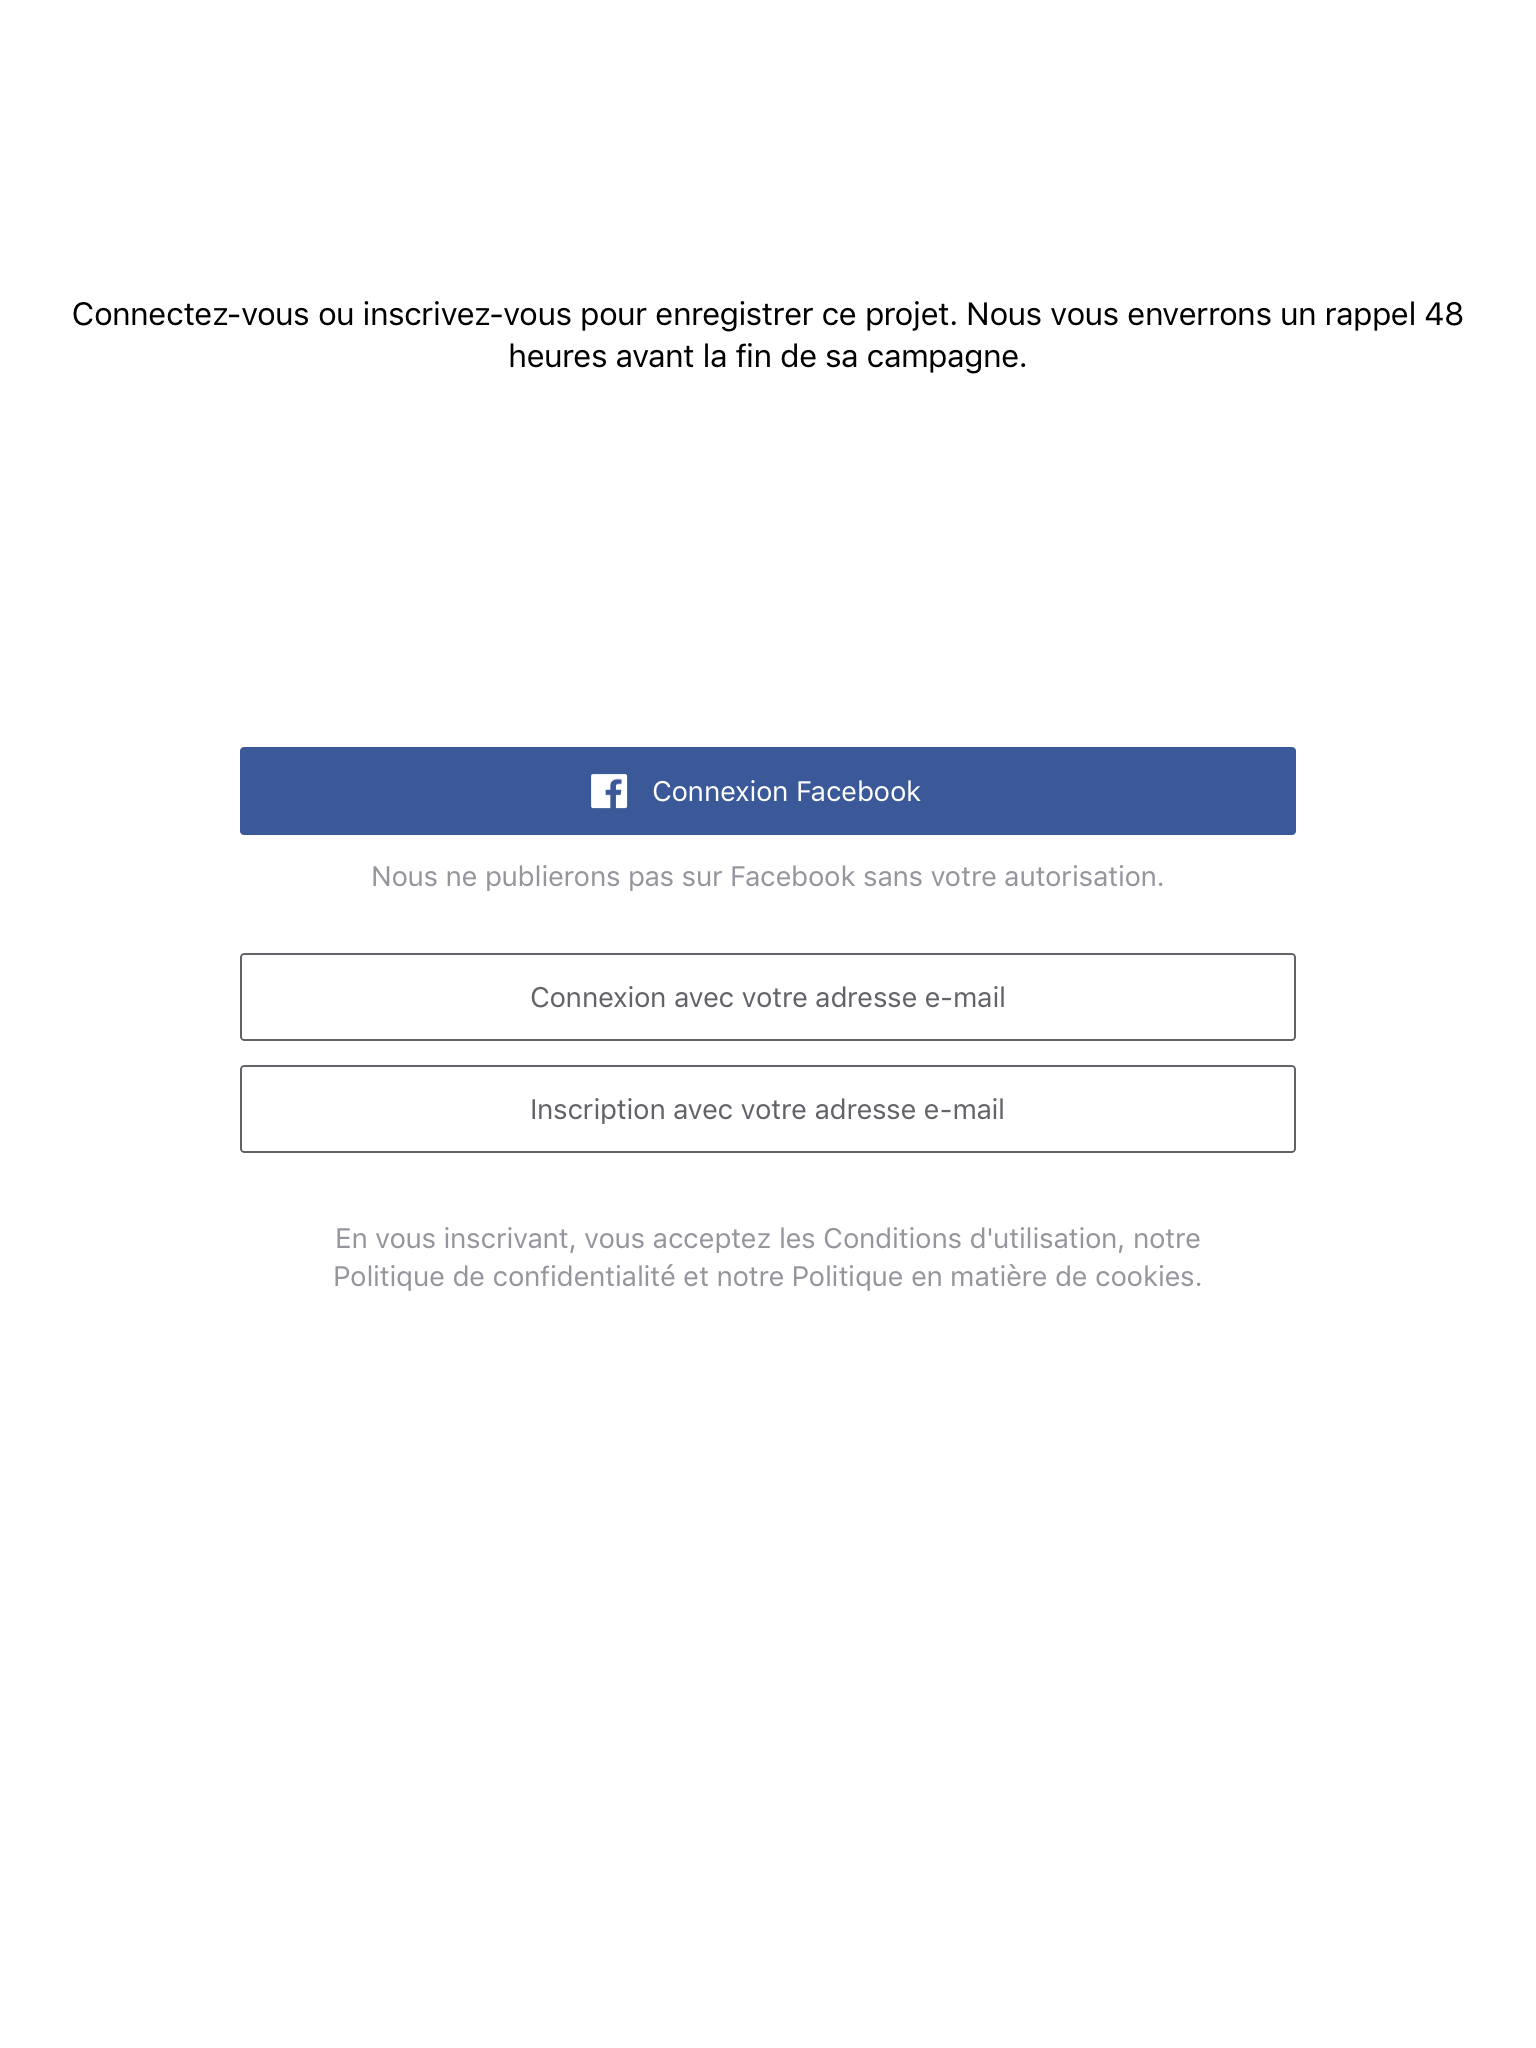 Connectez-vous ou inscrivez-vous pour enregistrer ce projet. Nous vous enverrons un rappel 48
heures avant la fin de sa campagne.
Connexion Facebook
Nous ne publierons pas sur Facebook sans votre autorisation.
Connexion avec votre adresse e-mail
Inscription avec votre adresse e-mail
En vous inscrivant, vous acceptez les Conditions d'utilisation, notre
Politique de confidentialité et notre Politique en matière de cookies.